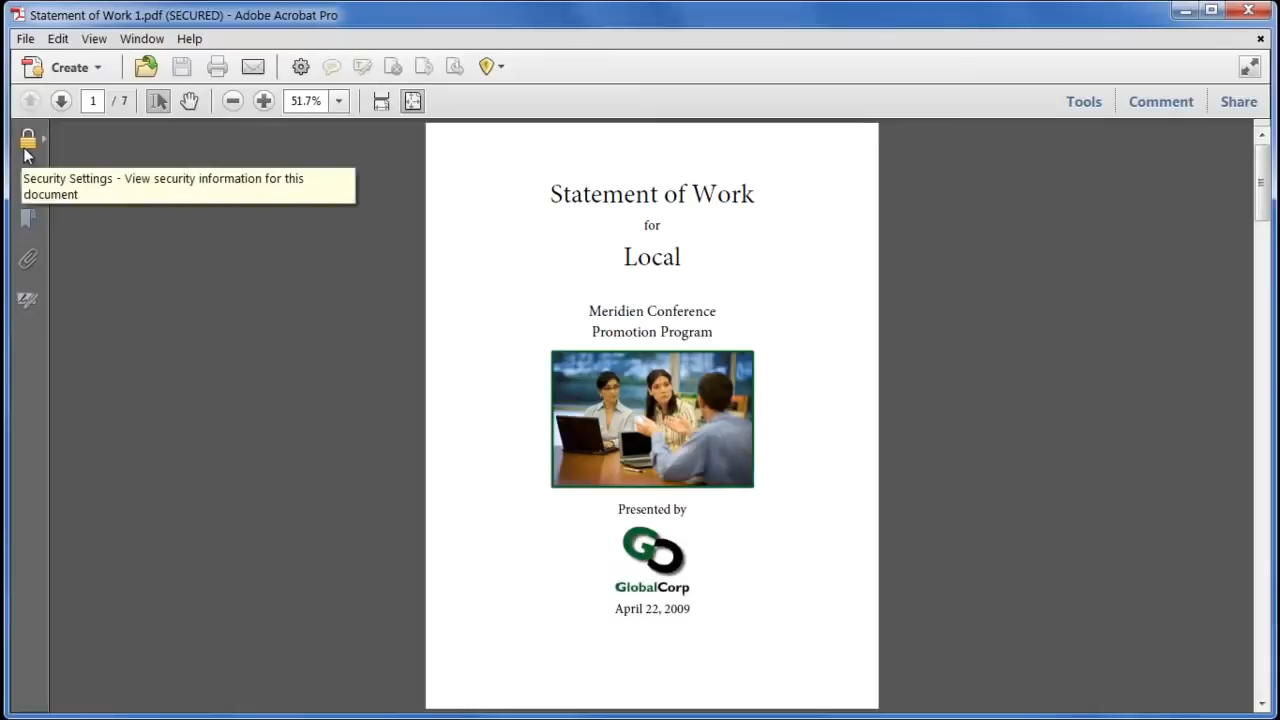 Statement of Work 1.pdf (SECURED) - Adobe Acrobat Pro
File Edit View Window Help
Create
1 / 7 51.7% Tools Comment Share
Security Settings - View security information for this
document
Statement of Work
for
Local
Meridien Conference
Promotion Program
Presented by
GlobalCorp
April 22, 2009